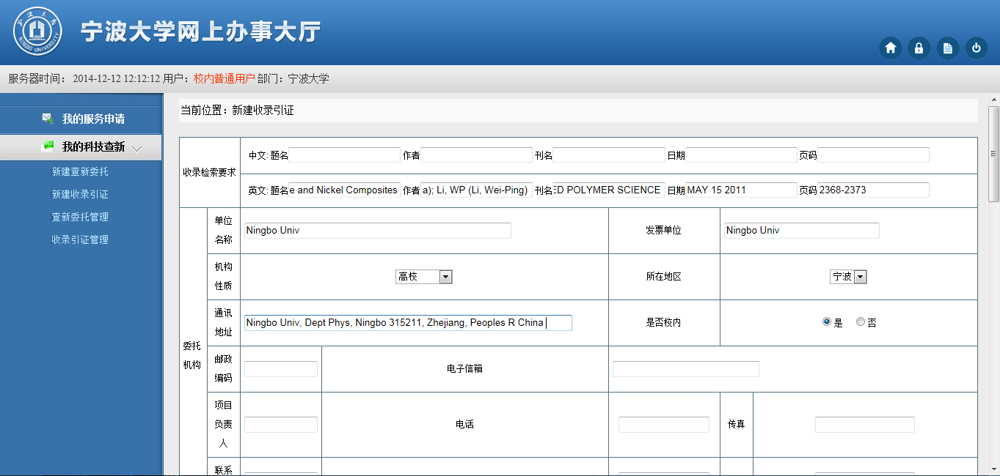 宁波大学
NINGBO UNIVERSITY
宁波大学网上办事大厅
服务器时间： 2014-12-12 12:12:12 用户：校内普通用户 部门：宁波大学
我的服务申请
我的科技查新
新建查新委托
新建收录引证
查新委托管理
收录引证管理
当前位置：新建收录引证
收录检索要求
中文: 题名 作者 刊名 日期 页码
英文: 题名 e and Nickel Composites 作者 a); Li, WP (Li, Wei-Ping) 刊名 ED POLYMER SCIENCE 日期 MAY 15 2011 页码 2368-2373
委托
机构
单位
名称
Ningbo Univ
发票单位
Ningbo Univ
机构
性质
高校
所在地区
宁波
通讯
地址
Ningbo Univ, Dept Phys, Ningbo 315211, Zhejiang, Peoples R China
是否校内
是 否
邮政
编码
电子信箱
项目
负责
人
电话
传真
联系